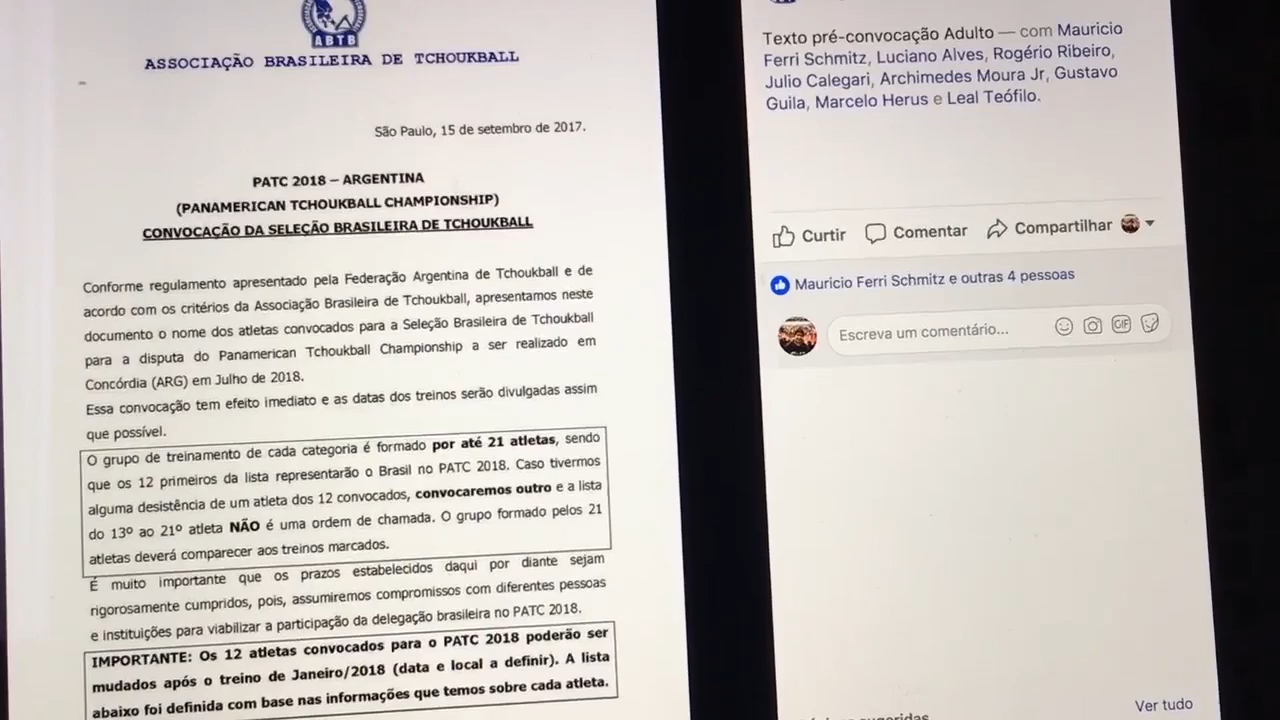 ABTB
ASSOCIAÇÃO BRASILEIRA DE TCHOUKBALL
São Paulo, 15 de setembro de 2017.
PATC 2018 – ARGENTINA
(PANAMERICAN TCHOUKBALL CHAMPIONSHIP)
CONVOCAÇÃO DA SELEÇÃO BRASILEIRA DE TCHOUKBALL
Conforme regulamento apresentado pela Federação Argentina de Tchoukball e de
acordo com os critérios da Associação Brasileira de Tchoukball, apresentamos neste
documento o nome dos atletas convocados para a Seleção Brasileira de Tchoukball
para a disputa do Panamerican Tchoukball Championship a ser realizado em
Concórdia (ARG) em Julho de 2018.
Essa convocação tem efeito imediato e as datas dos treinos serão divulgadas assim
que possível.
O grupo de treinamento de cada categoria é formado por até 21 atletas, sendo
que os 12 primeiros da lista representarão o Brasil no PATC 2018. Caso tivermos
alguma desistência de um atleta dos 12 convocados, convocaremos outro e a lista
do 13º ao 21º atleta NÃO é uma ordem de chamada. O grupo formado pelos 21
atletas deverá comparecer aos treinos marcados.
É muito importante que os prazos estabelecidos daqui por diante sejam
rigorosamente cumpridos, pois, assumiremos compromissos com diferentes pessoas
e instituições para viabilizar a participação da delegação brasileira no PATC 2018.
IMPORTANTE: Os 12 atletas convocados para o PATC 2018 poderão ser
mudados após o treino de Janeiro/2018 (data e local a definir). A lista
abaixo foi definida com base nas informações que temos sobre cada atleta.
Texto pré-convocação Adulto — com Mauricio
Ferri Schmitz, Luciano Alves, Rogério Ribeiro,
Julio Calegari, Archimedes Moura Jr, Gustavo
Guila, Marcelo Herus e Leal Teófilo.
Curtir Comentar Compartilhar
Mauricio Ferri Schmitz e outras 4 pessoas
Escreva um comentário... GIF
Ver tudo